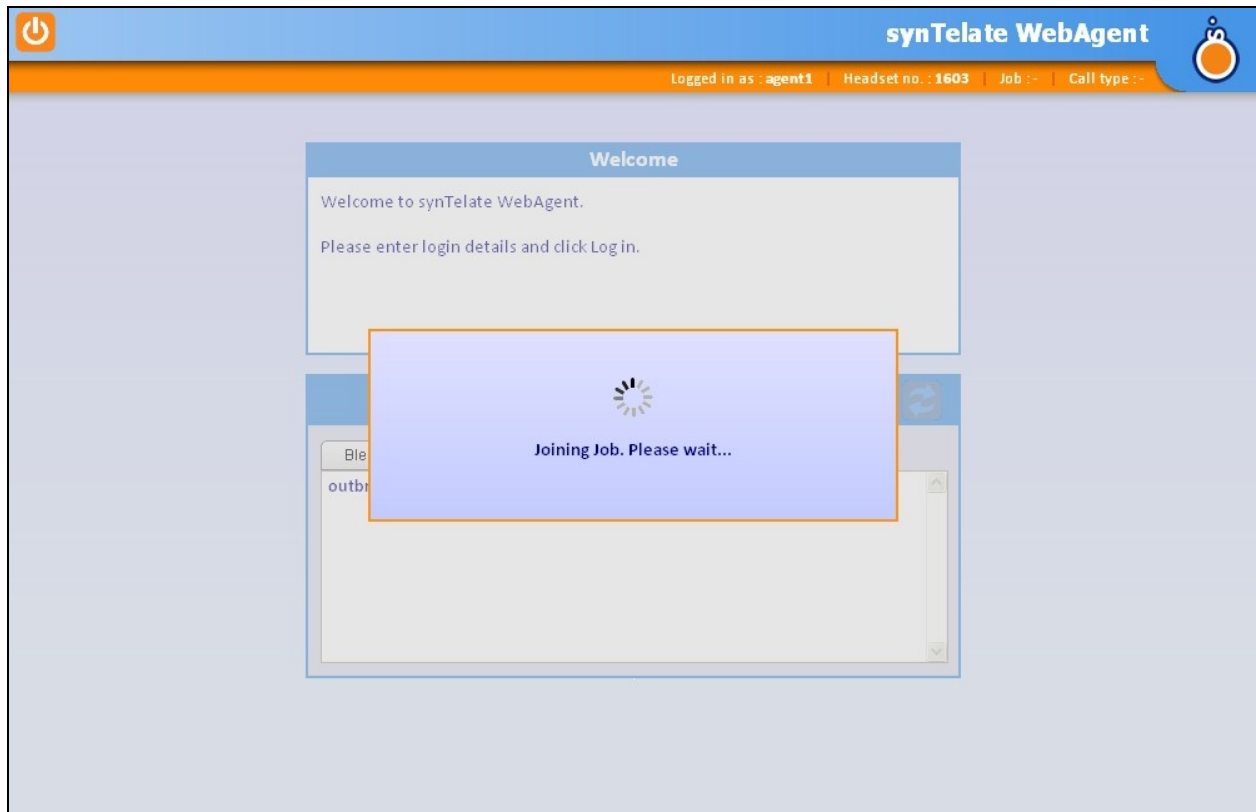 synTelate WebAgent
Logged in as : agent1 | Headset no. : 1603 | Job : - | Call type : -
Welcome
Welcome to synTelate WebAgent.
Please enter login details and click Log in.
Joining Job. Please wait...